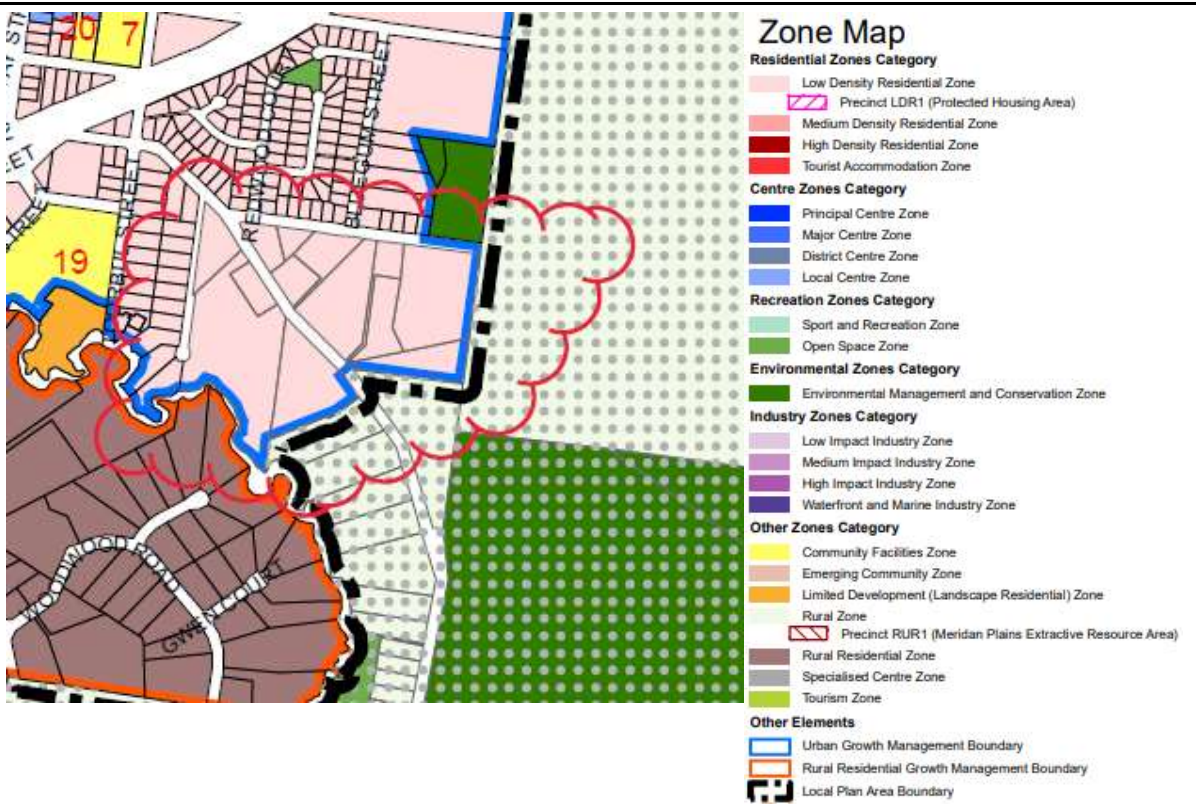 20
7
REET
19
STREET
Zone Map
Residential Zones Category
Low Density Residential Zone
Precinct LDR1 (Protected Housing Area)
Medium Density Residential Zone
High Density Residential Zone
Tourist Accommodation Zone
Centre Zones Category
Principal Centre Zone
Major Centre Zone
District Centre Zone
Local Centre Zone
Recreation Zones Category
Sport and Recreation Zone
Open Space Zone
Environmental Zones Category
Environmental Management and Conservation Zone
Industry Zones Category
Low Impact Industry Zone
Medium Impact Industry Zone
High Impact Industry Zone
Waterfront and Marine Industry Zone
Other Zones Category
Community Facilities Zone
Emerging Community Zone
Limited Development (Landscape Residential) Zone
Rural Zone
Precinct RUR1 (Meridan Plains Extractive Resource Area)
Rural Residential Zone
Specialised Centre Zone
Tourism Zone
Other Elements
Urban Growth Management Boundary
Rural Residential Growth Management Boundary
Local Plan Area Boundary
WOODWOOD ROAD
GWEN COURT